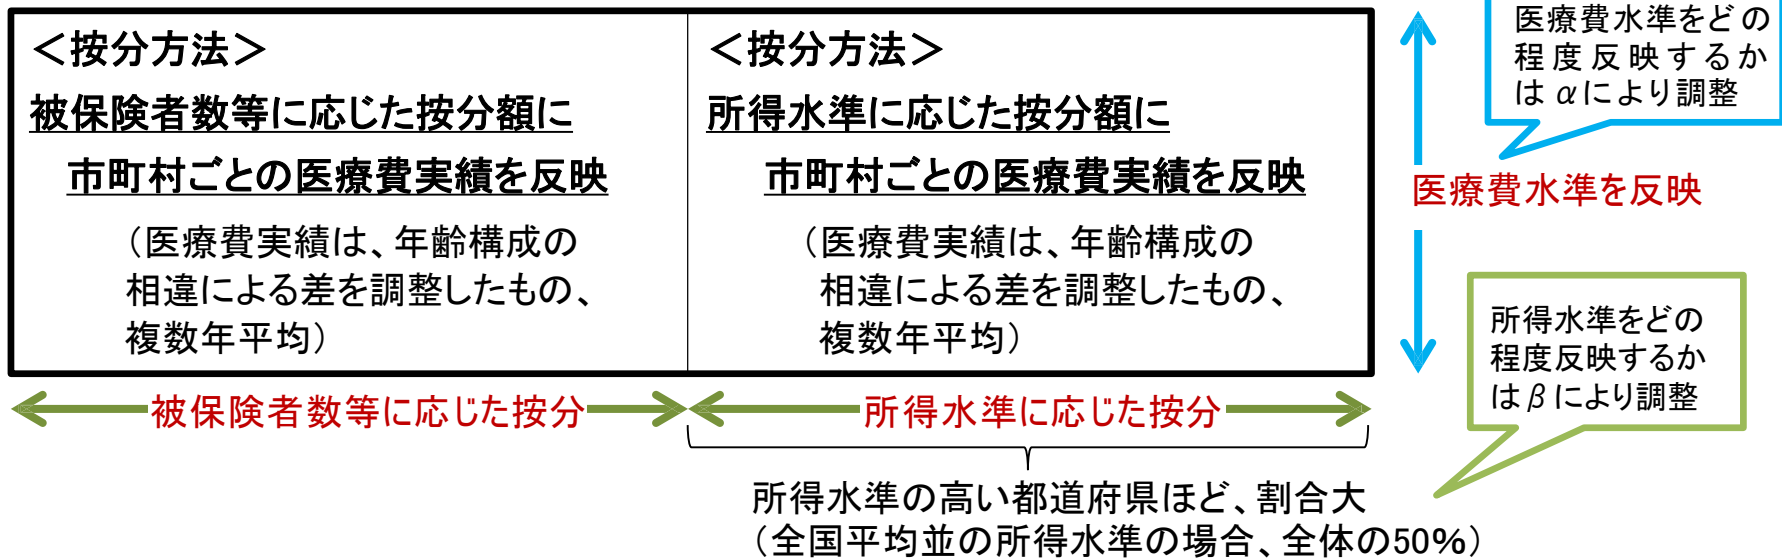 ＜按分方法＞
被保険者数等に応じた按分額に
市町村ごとの医療費実績を反映
（医療費実績は、年齢構成の
相違による差を調整したもの、
複数年平均）
＜按分方法＞
所得水準に応じた按分額に
市町村ごとの医療費実績を反映
（医療費実績は、年齢構成の
相違による差を調整したもの、
複数年平均）
医療費水準をどの
程度反映するか
はαにより調整
医療費水準を反映
所得水準をどの
程度反映するか
はβにより調整
被保険者数等に応じた按分
所得水準に応じた按分
所得水準の高い都道府県ほど、割合大
（全国平均並の所得水準の場合、全体の50%）